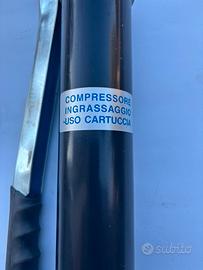 COMPRESSORE
INGRASSAGGIO
-USO CARTUCCIA
subito